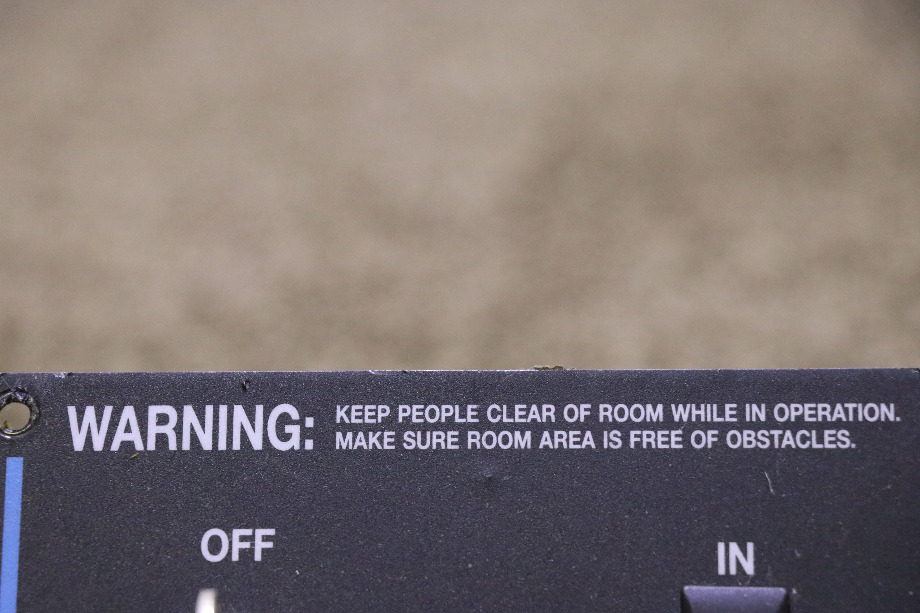 WARNING: KEEP PEOPLE CLEAR OF ROOM WHILE IN OPERATION.
MAKE SURE ROOM AREA IS FREE OF OBSTACLES.
OFF
IN